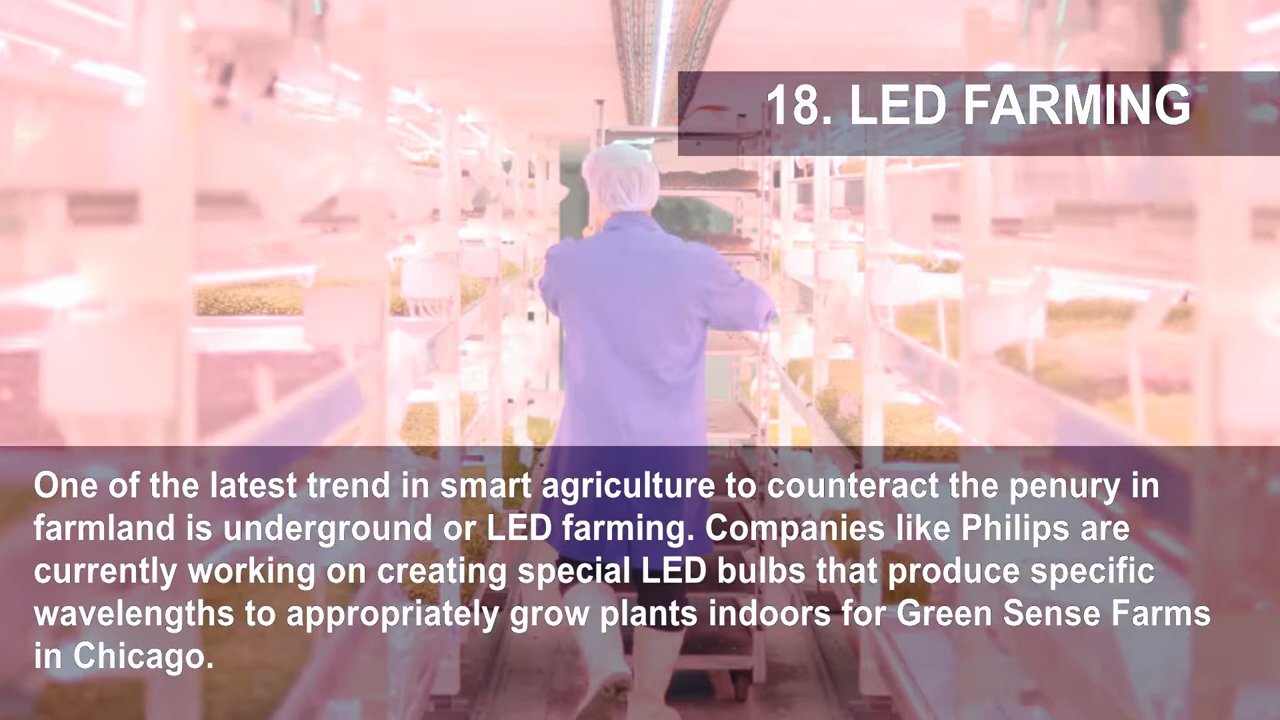 18. LED FARMING
One of the latest trend in smart agriculture to counteract the penury in
farmland is underground or LED farming. Companies like Philips are
currently working on creating special LED bulbs that produce specific
wavelengths to appropriately grow plants indoors for Green Sense Farms
in Chicago.